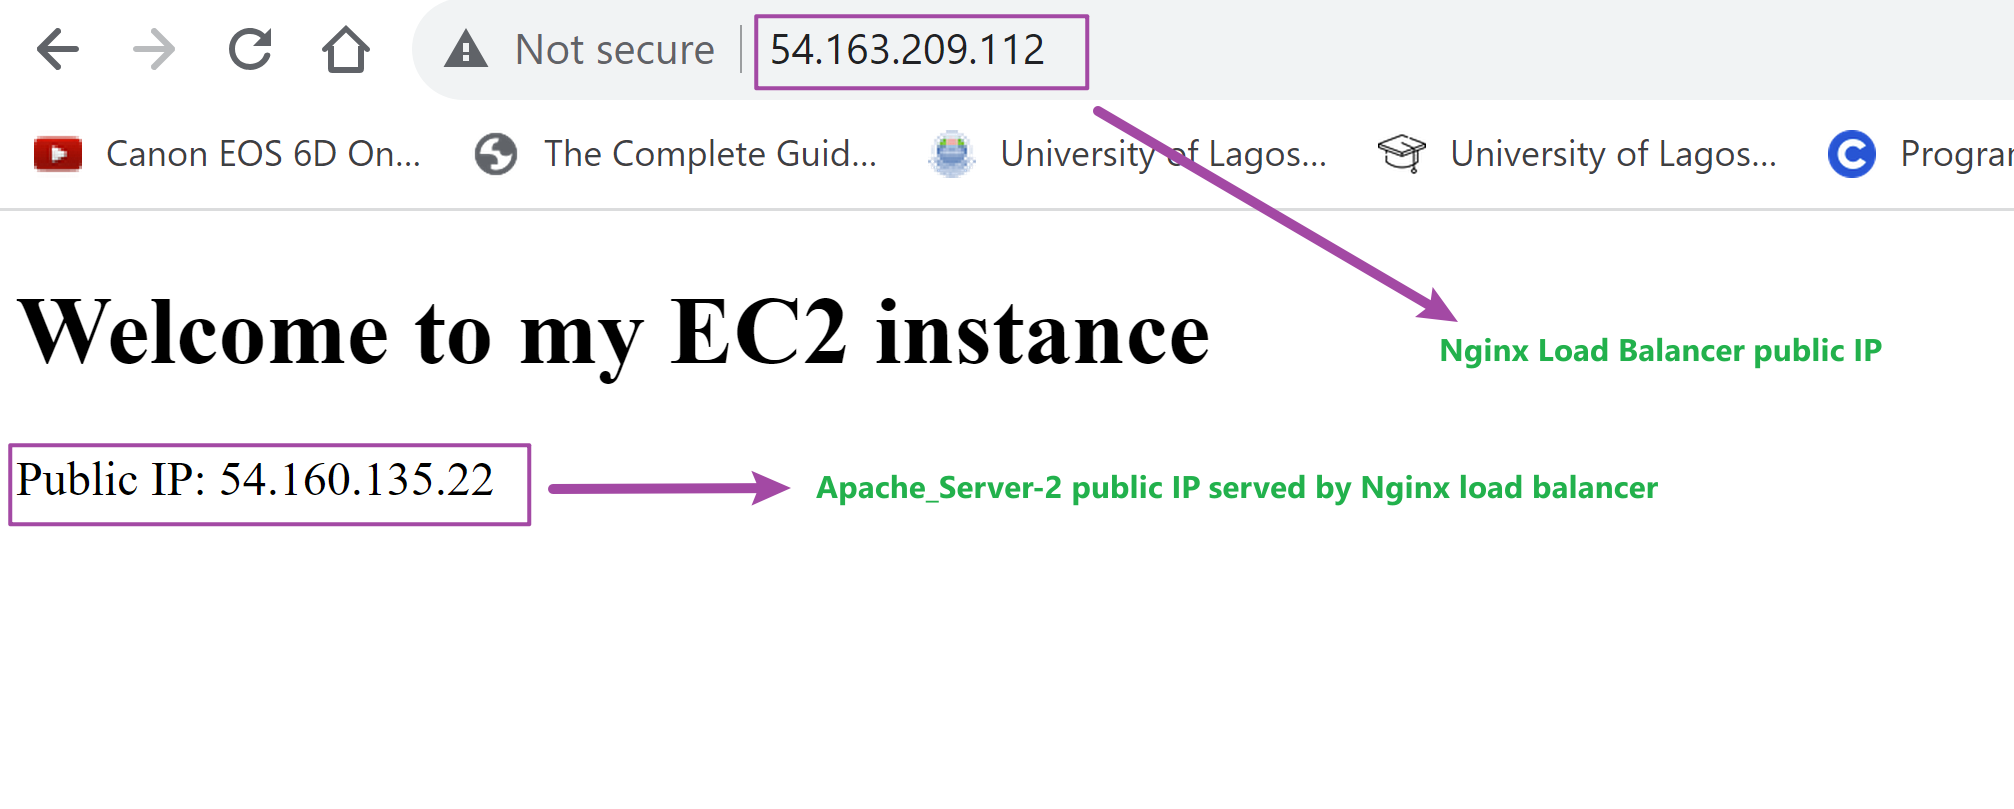 Not secure 54.163.209.112
Canon EOS 6D On... The Complete Guid... University of Lagos... University of Lagos... Progra
Welcome to my EC2 instance
Nginx Load Balancer public IP
Public IP: 54.160.135.22
Apache_Server-2 public IP served by Nginx load balancer